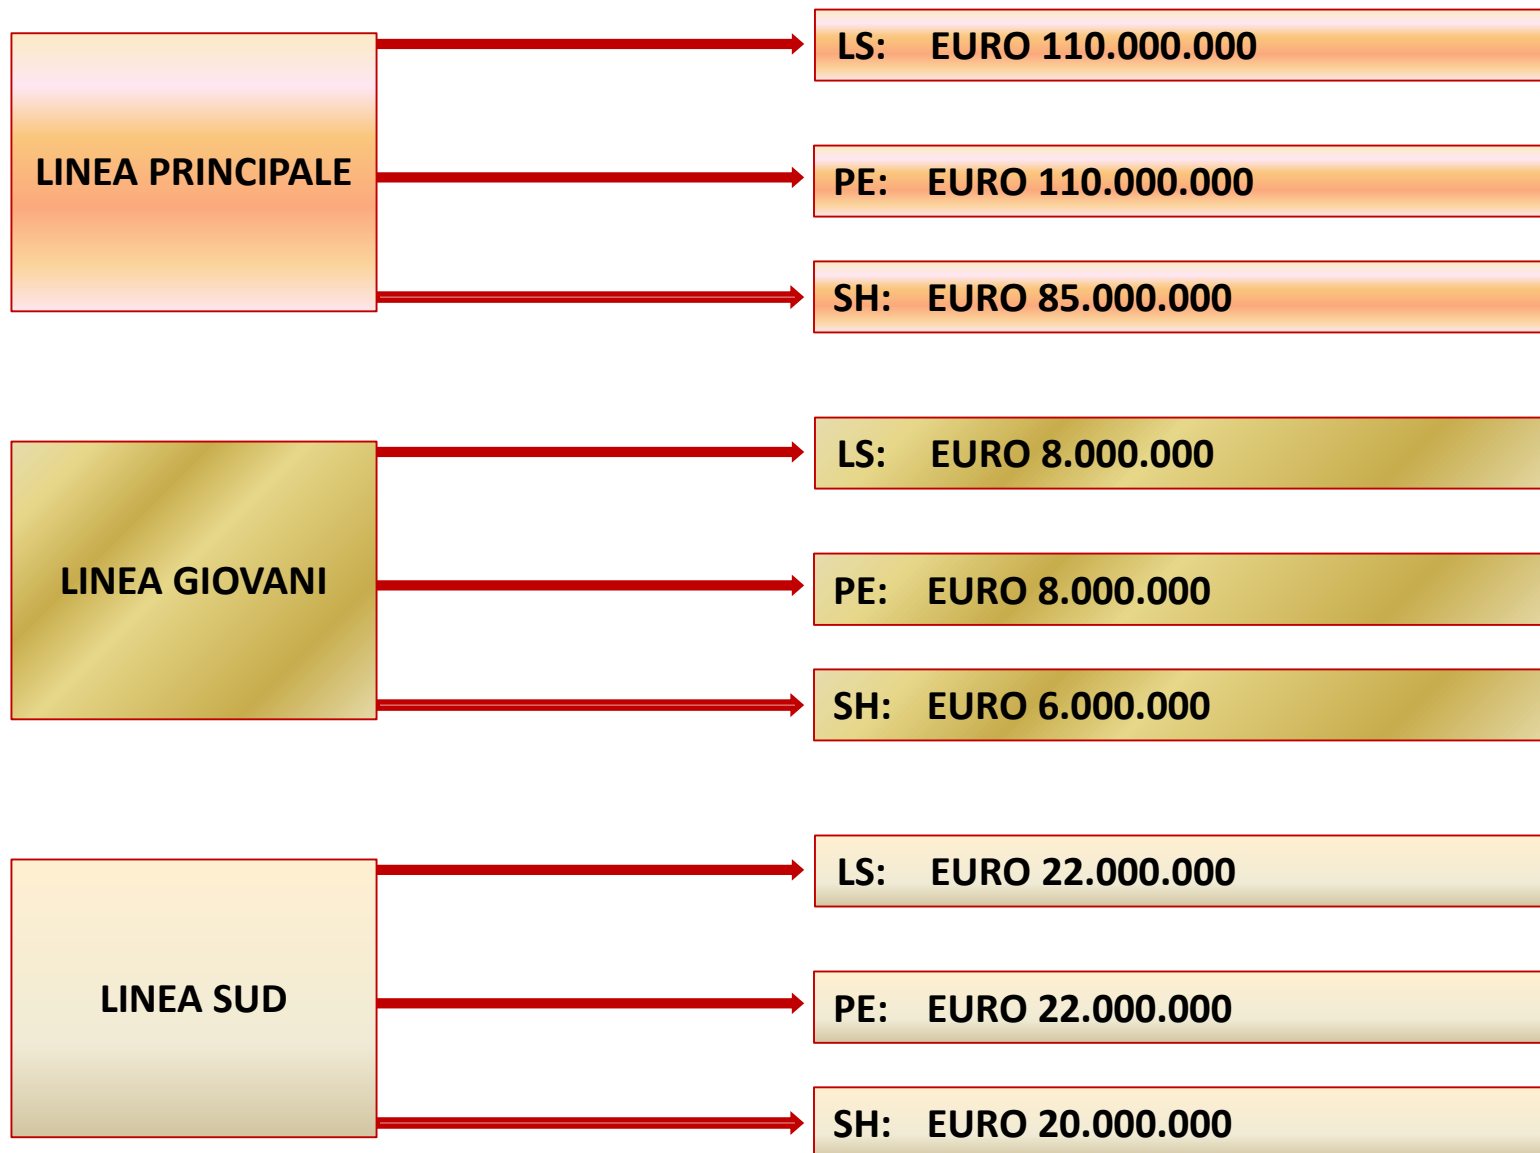 LINEA PRINCIPALE
LS: EURO 110.000.000
PE: EURO 110.000.000
SH: EURO 85.000.000
LINEA GIOVANI
LS: EURO 8.000.000
PE: EURO 8.000.000
SH: EURO 6.000.000
LINEA SUD
LS: EURO 22.000.000
PE: EURO 22.000.000
SH: EURO 20.000.000